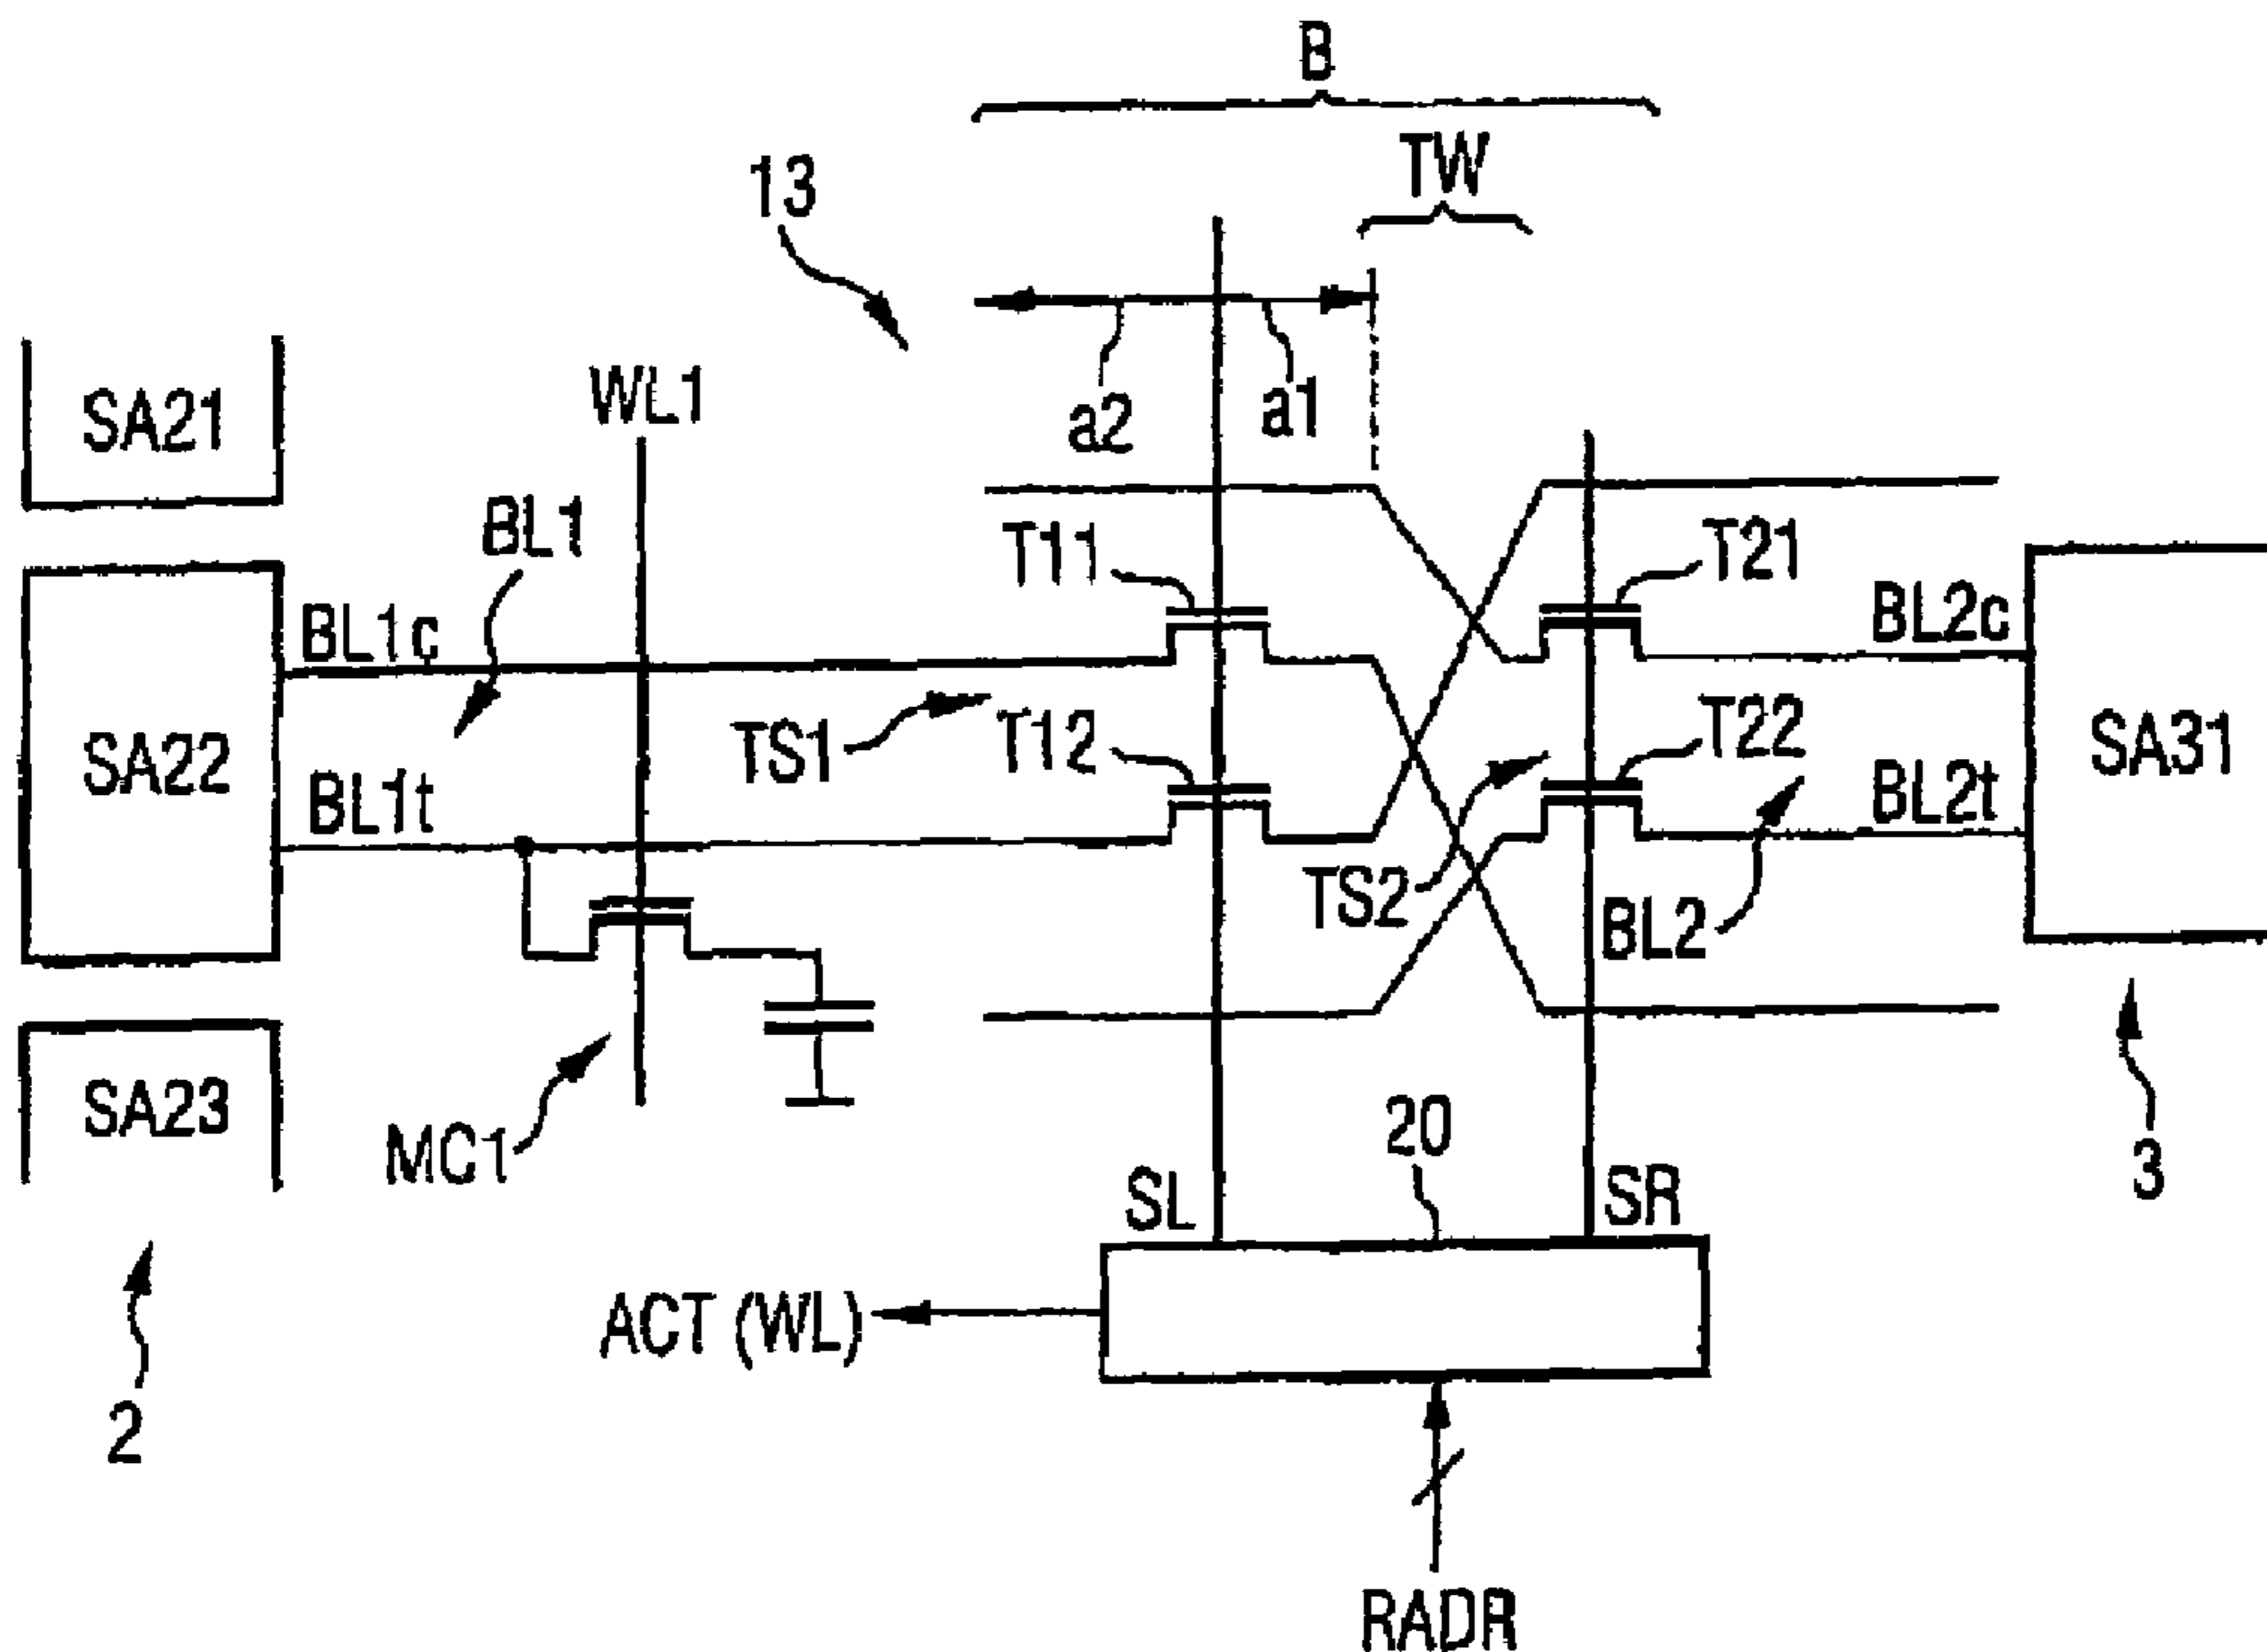 B
TW
13
a2
a1
SA21
WL1
BL1
T11
T21
BL1c
BL2c
SA22
TS1
T12
T22
SA31
BL1t
BL2t
TS2
BL2
SA23
MC1
20
3
SL
SR
ACT (WL)
2
RADR